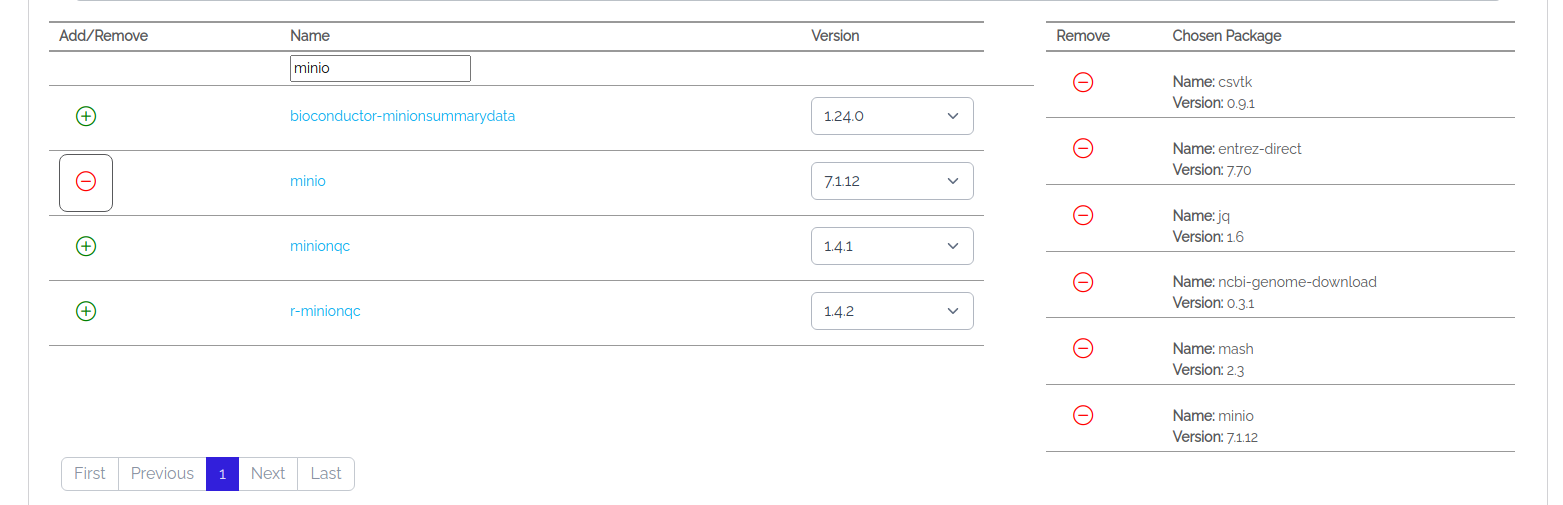 Add/Remove Name Version
minio
bioconductor-minionsummarydata 1.24.0
minio 7.1.12
minionqc 1.4.1
r-minionqc 1.4.2
First Previous 1 Next Last
Remove Chosen Package
Name: csvtk
Version: 0.9.1
Name: entrez-direct
Version: 7.70
Name: jq
Version: 1.6
Name: ncbi-genome-download
Version: 0.3.1
Name: mash
Version: 2.3
Name: minio
Version: 7.1.12